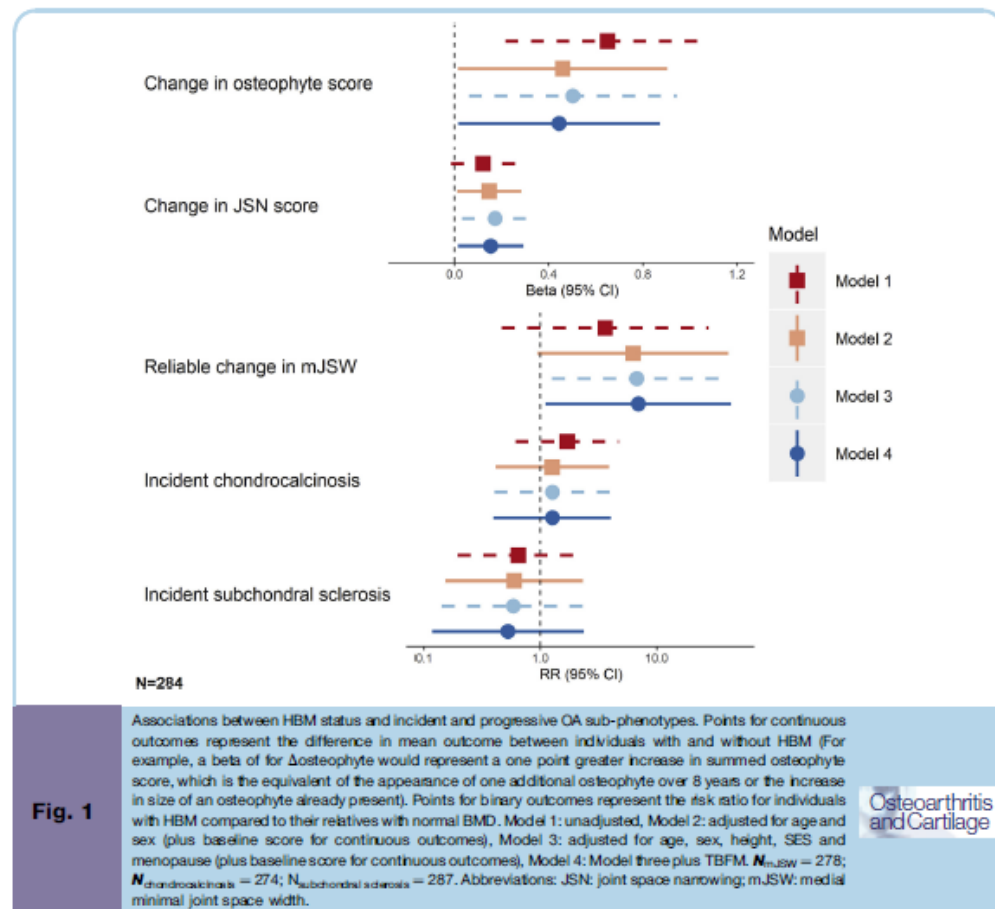 Change in osteophyte score
Change in JSN score
0.0 0.4 0.8 1.2
Beta (95% CI)
Model
Model 1
Model 2
Model 3
Model 4
Reliable change in mJSW
Incident chondrocalcinosis
Incident subchondral sclerosis
0.1 1.0 10.0
RR (95% CI)
N=284
Fig. 1
Associations between HBM status and incident and progressive OA sub-phenotypes. Points for continuous
outcomes represent the difference in mean outcome between individuals with and without HBM (For
example, a beta of for Δosteophyte would represent a one point greater increase in summed osteophyte
score, which is the equivalent of the appearance of one additional osteophyte over 8 years or the increase
in size of an osteophyte already present). Points for binary outcomes represent the risk ratio for individuals
with HBM compared to their relatives with normal BMD. Model 1: unadjusted, Model 2: adjusted for age and
sex (plus baseline score for continuous outcomes), Model 3: adjusted for age, sex, height, SES and
menopause (plus baseline score for continuous outcomes), Model 4: Model three plus TBFM. NmJSW = 278;
Nchondrocalcinosis = 274; Nsubchondral sclerosis = 287. Abbreviations: JSN: joint space narrowing; mJSW: medial
minimal joint space width.
Osteoarthritis
and Cartilage